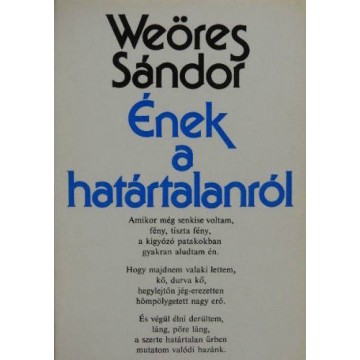 Weöres
Sándor
Ének
a
határtalanról
Amikor még senkise voltam,
fény, tiszta fény,
a kígyózó patakokban
gyakran aludtam én.
Hogy majdnem valaki lettem,
kő, durva kő,
hegylejtőn jég-erezetten
hömpölygetett nagy erő.
És végül élni derültem,
láng, pőre láng,
a szerte határtalan űrben
mutatom valódi hazánk.